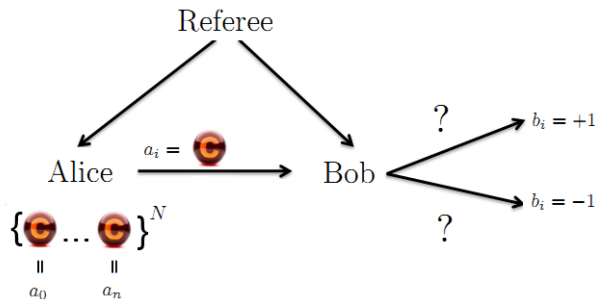 Referee
?
b_i = +1
a_i = C
Alice
Bob
{C ... C}^N
b_i = -1
?
=
=
a_0
a_n